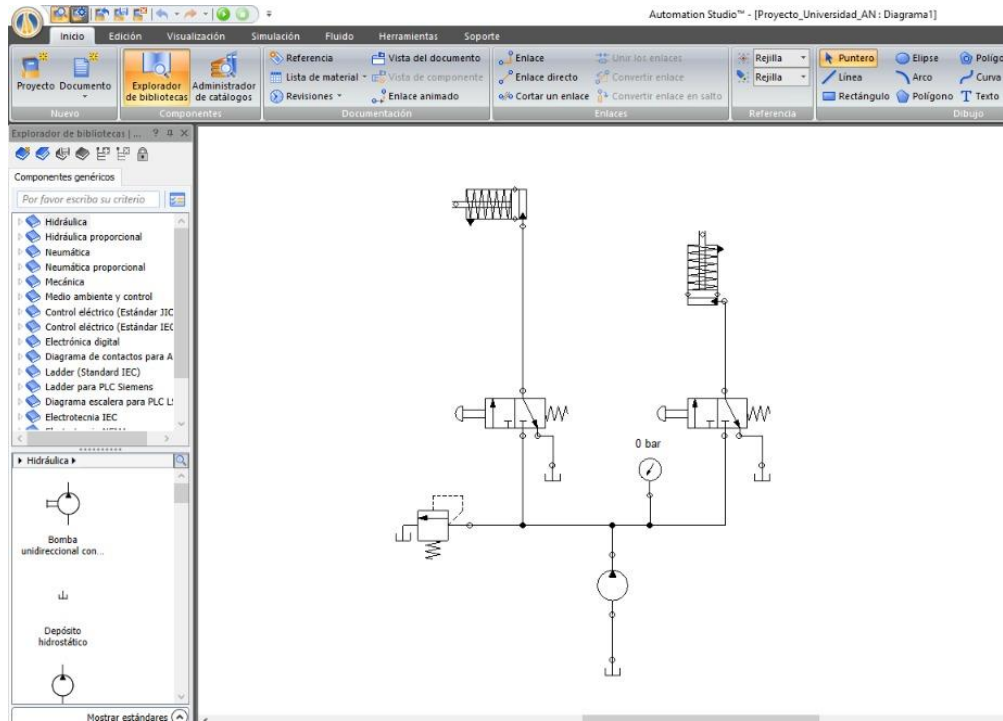 Automation Studio™ - [Proyecto_Universidad_AN : Diagrama1]
Inicio Edición Visualización Simulación Fluido Herramientas Soporte
Proyecto Documento
Nuevo
Explorador de bibliotecas
Administrador de catálogos
Componentes
Referencia Vista del documento
Lista de material Vista de componente
Revisiones Enlace animado
Documentación
Enlace Unir los enlaces
Enlace directo Convertir enlace
Cortar un enlace Convertir enlace en salto
Enlaces
Rejilla
Rejilla
Referencia
Puntero Elipse Polígo
Línea Arco Curva
Rectángulo Polígono Texto
Dibujo
Explorador de bibliotecas | ...
Componentes genéricos
Por favor escriba su criterio
Hidráulica
Hidráulica proporcional
Neumática
Neumática proporcional
Mecánica
Medio ambiente y control
Control eléctrico (Estándar JIC
Control eléctrico (Estándar IEC
Electrónica digital
Diagrama de contactos para A
Ladder (Standard IEC)
Ladder para PLC Siemens
Diagrama escalera para PLC L
Electrotecnia IEC
Hidráulica
Bomba
unidireccional con...
Depósito
hidrostático
Mostrar estándares
0 bar